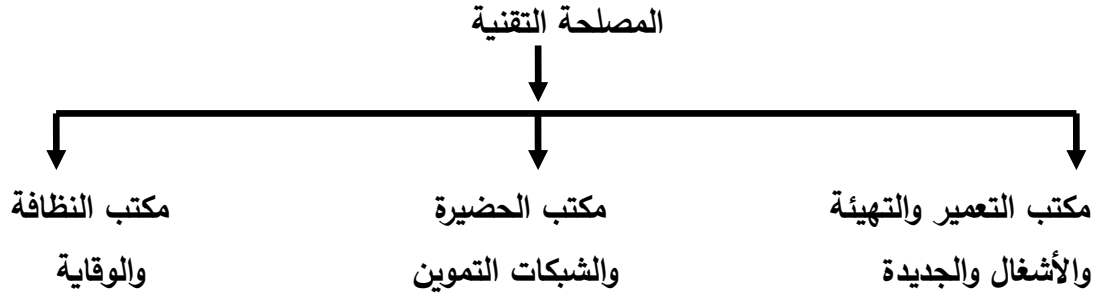 المصلحة التقنية
مكتب التعمير والتهيئة
والأشغال والجديدة
مكتب الحضيرة
والشبكات التموين
مكتب النظافة
والوقاية